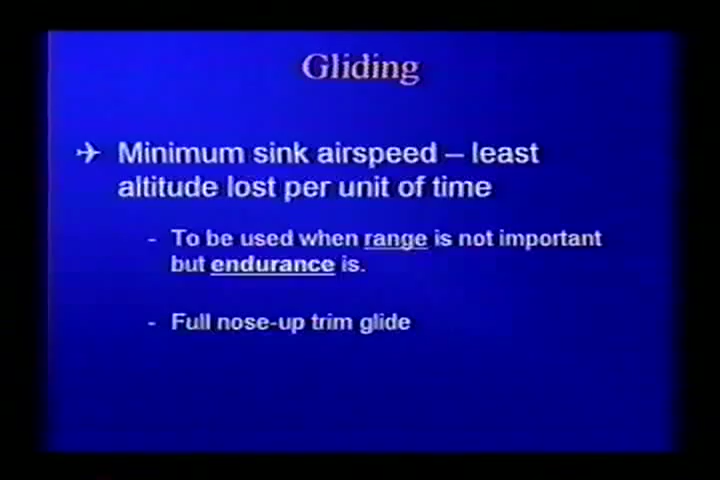 Gliding
Minimum sink airspeed – least
altitude lost per unit of time
- To be used when range is not important
but endurance is.
- Full nose-up trim glide